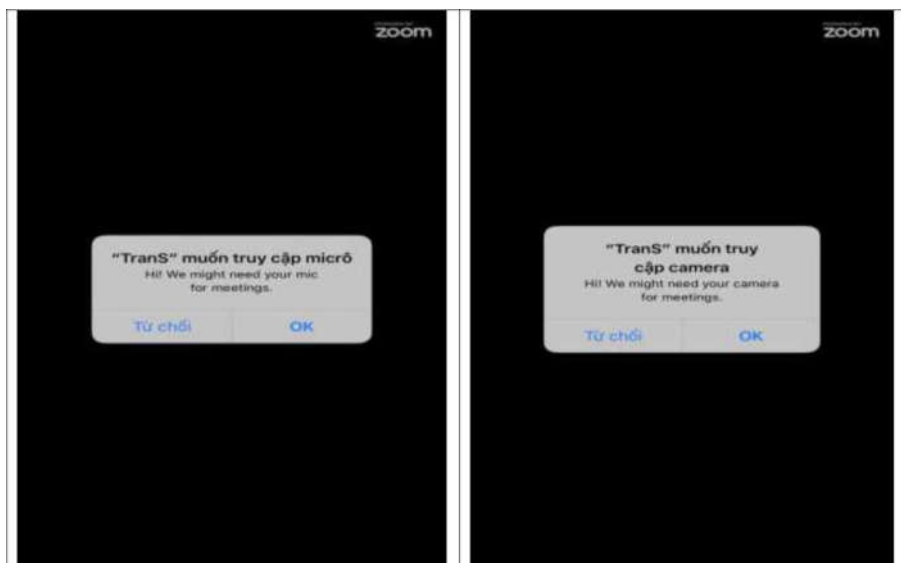 zoom
"TranS" muốn truy cập micrô
Hi! We might need your mic
for meetings.
Từ chối
OK
zoom
"TranS" muốn truy
cập camera
Hi! We might need your camera
for meetings.
Từ chối
OK